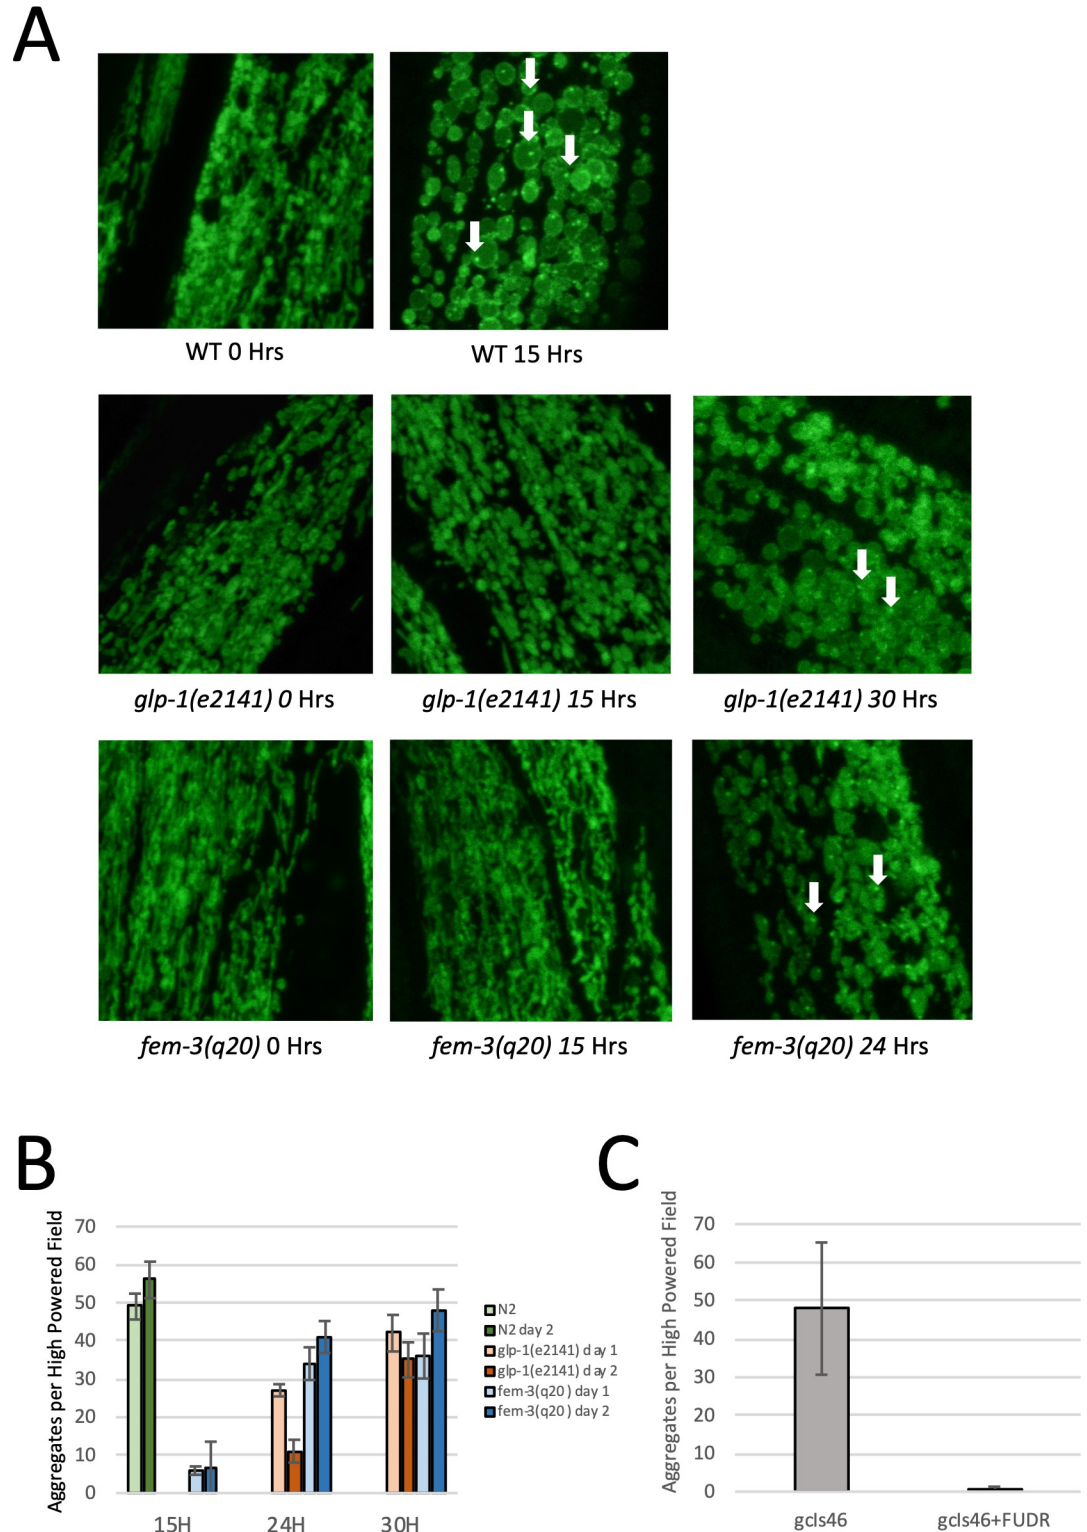 A
WT 0 Hrs
WT 15 Hrs
glp-1(e2141) 0 Hrs
glp-1(e2141) 15 Hrs
glp-1(e2141) 30 Hrs
fem-3(q20) 0 Hrs
fem-3(q20) 15 Hrs
fem-3(q20) 24 Hrs
B
Aggregates per High Powered Field
70
60
50
40
30
20
10
0
15H
24H
30H
N2
N2 day 2
glp-1(e2141) day 1
glp-1(e2141) day 2
fem-3(q20) day 1
fem-3(q20) day 2
C
Aggregates per High Powered Field
70
60
50
40
30
20
10
0
gcIs46
gcIs46+FUDR